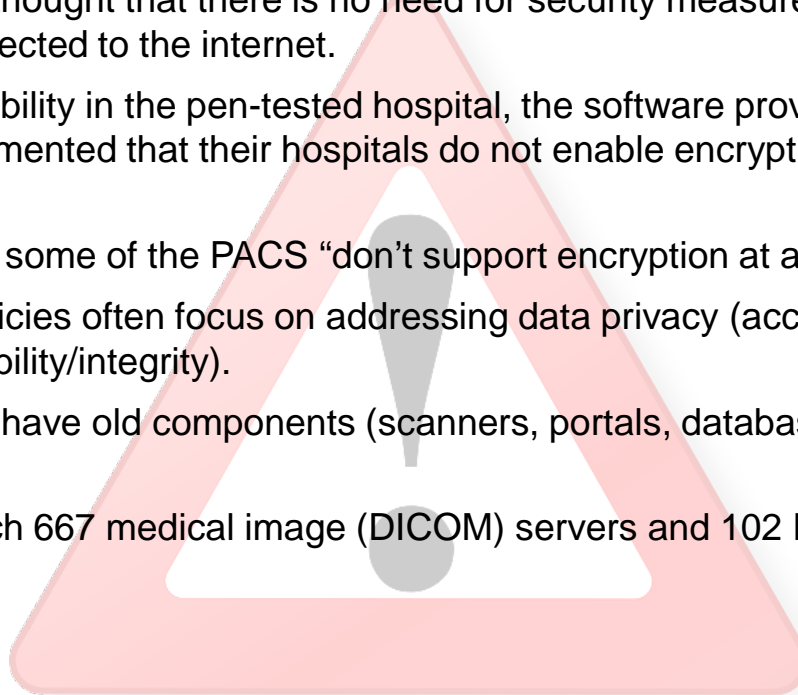 hought that there is no need for security measure
ected to the internet.
bility in the pen-tested hospital, the software prov
mented that their hospitals do not enable encrypt
some of the PACS “don’t support encryption at a
icies often focus on addressing data privacy (acc
bility/integrity).
have old components (scanners, portals, databas
ch 667 medical image (DICOM) servers and 102